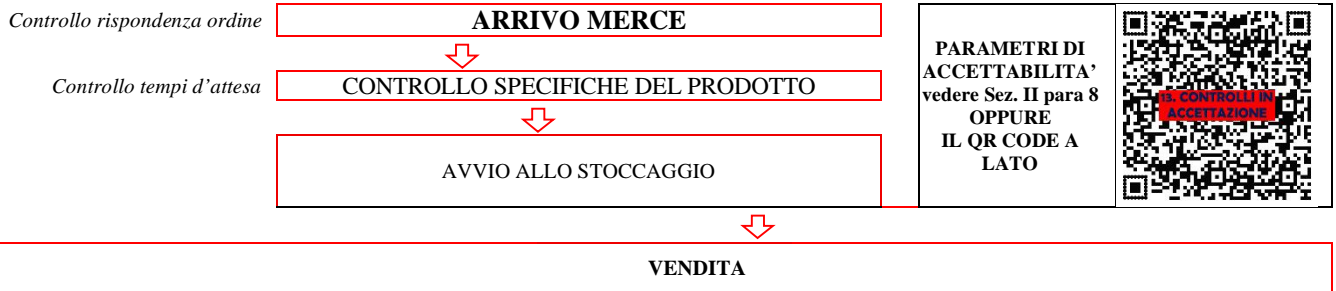 Controllo rispondenza ordine
ARRIVO MERCE
Controllo tempi d'attesa
CONTROLLO SPECIFICHE DEL PRODOTTO
AVVIO ALLO STOCCAGGIO
PARAMETRI DI
ACCETTABILITA'
vedere Sez. II para 8
OPPURE
IL QR CODE A
LATO
13. CONTROLLI IN
ACCETTAZIONE
VENDITA